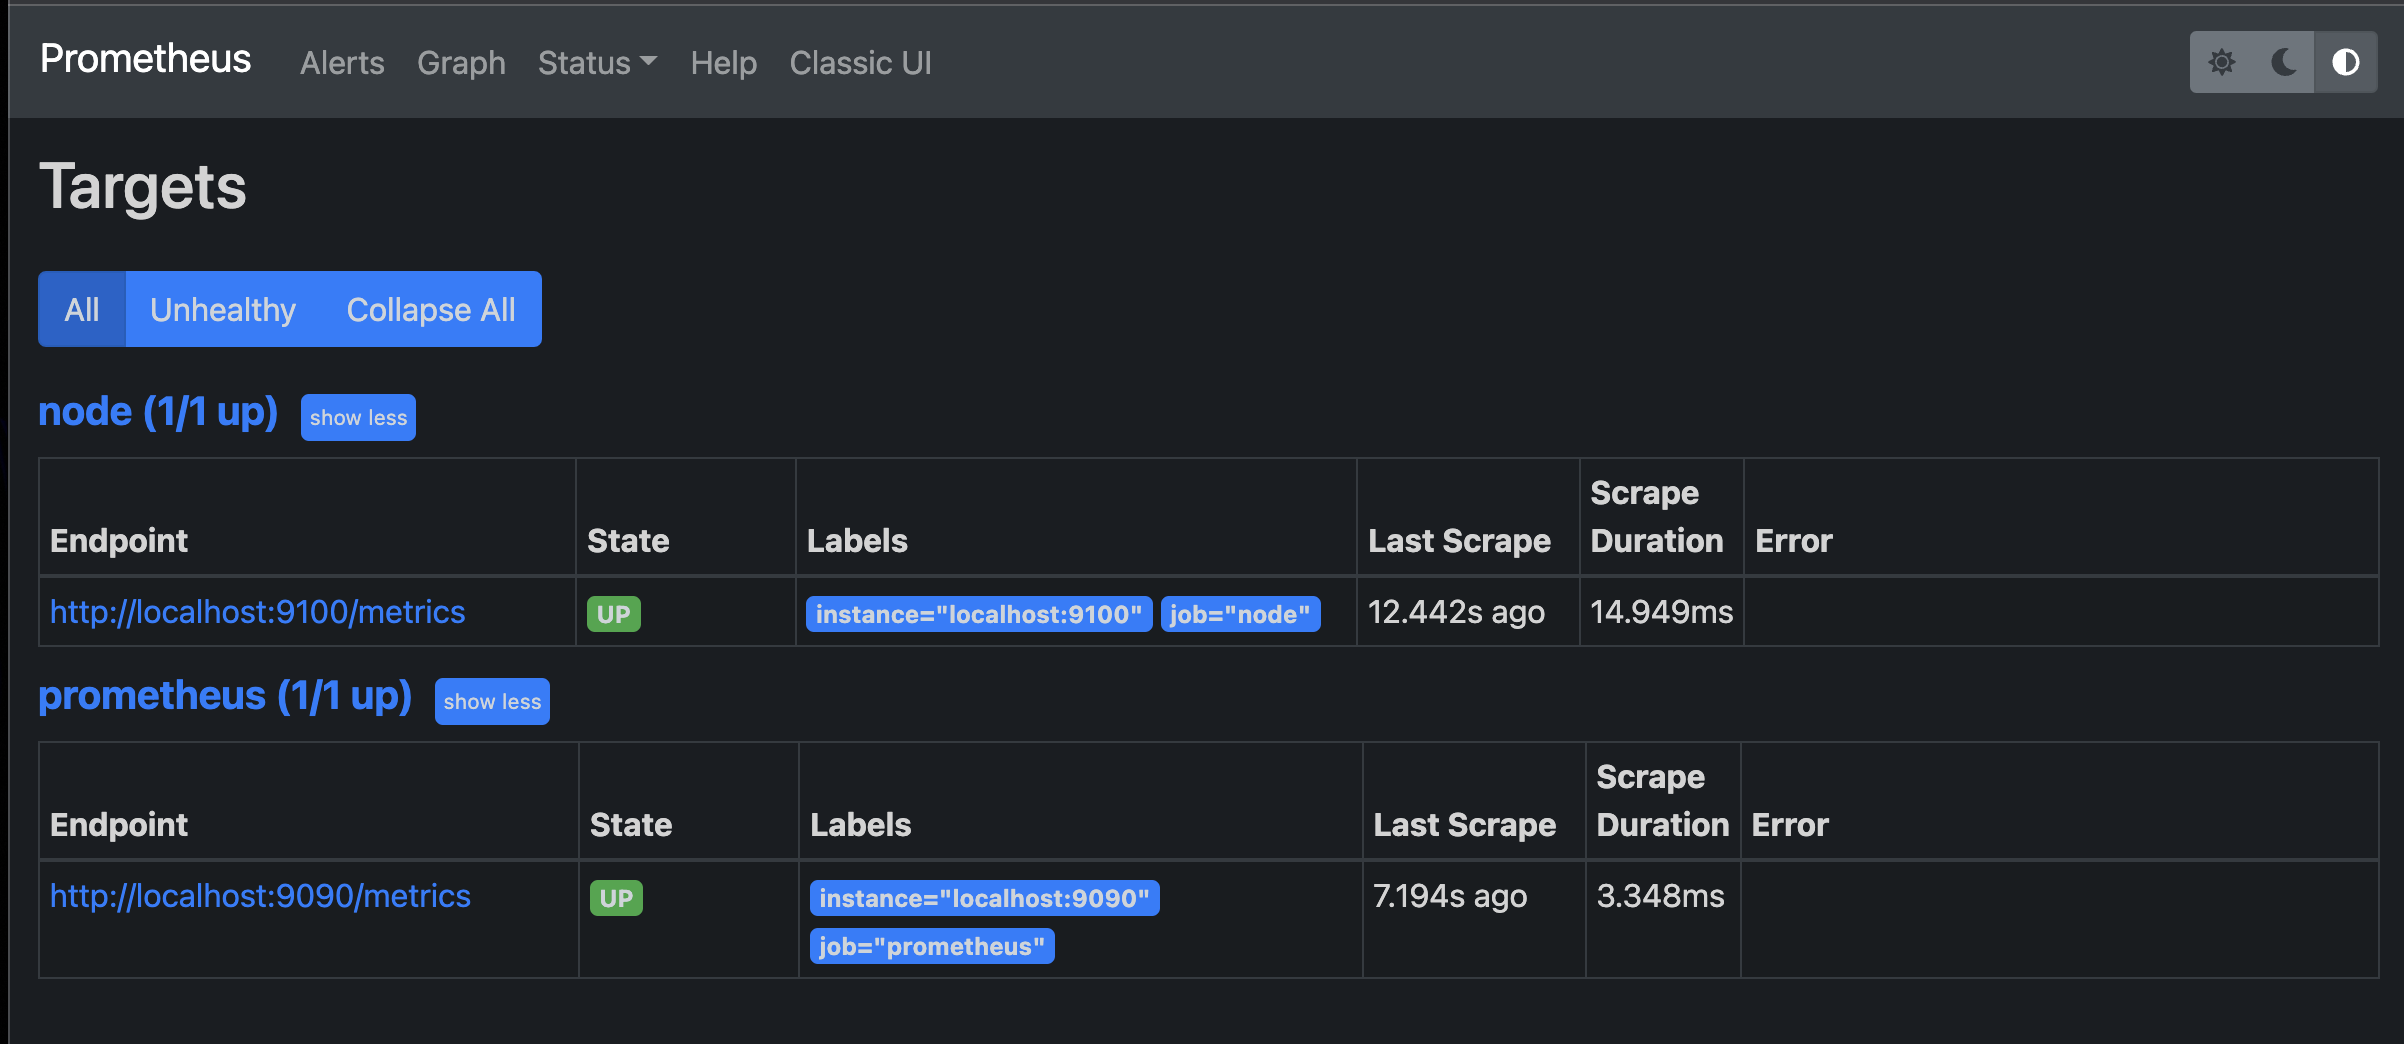 Prometheus Alerts Graph Status Help Classic UI
Targets
All Unhealthy Collapse All
node (1/1 up) show less
Endpoint State Labels Last Scrape Scrape Duration Error
http://localhost:9100/metrics UP instance="localhost:9100" job="node" 12.442s ago 14.949ms
prometheus (1/1 up) show less
Endpoint State Labels Last Scrape Scrape Duration Error
http://localhost:9090/metrics UP instance="localhost:9090" 7.194s ago 3.348ms
job="prometheus"